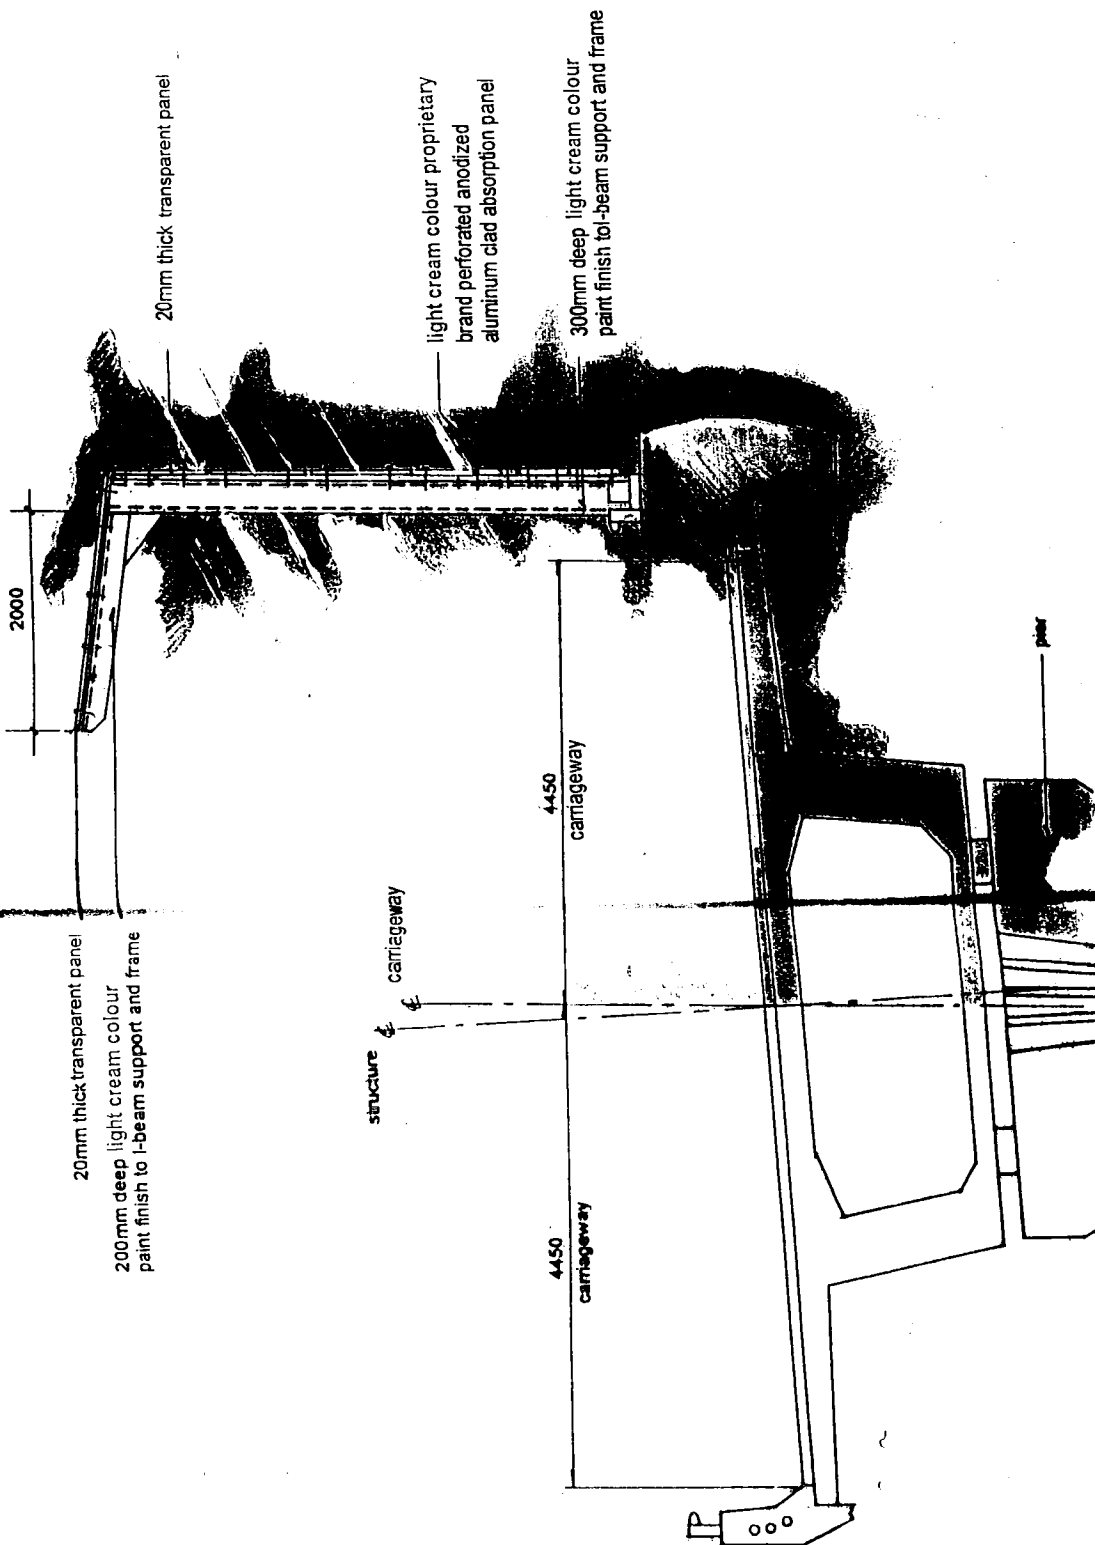 20mm thick transparent panel
200mm deep light cream colour
paint finish to I-beam support and frame
2000
20mm thick transparent panel
light cream colour proprietary
brand perforated anodized
aluminum clad absorption panel
300mm deep light cream colour
paint finish tol-beam support and frame
structure
carriageway
4450
carriageway
4450
carriageway
pier